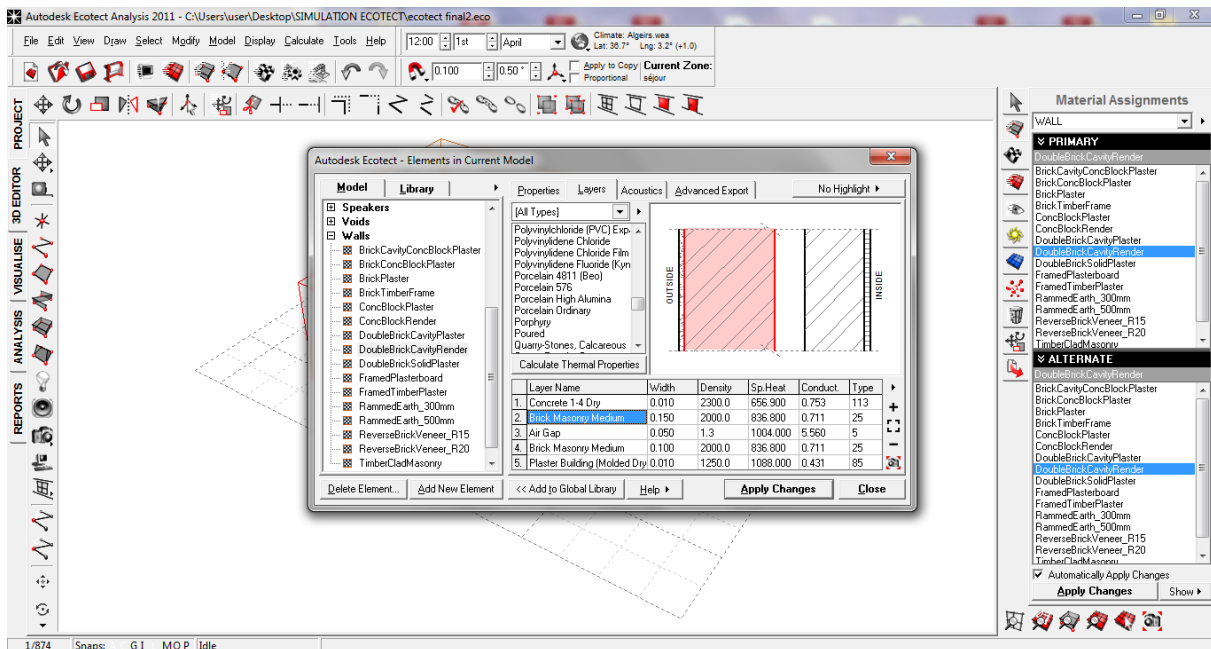 Autodesk Ecotect Analysis 2011 - C:\Users\user\Desktop\SIMULATION ECOTECT\ecotect final2.eco
File Edit View Draw Select Modify Model Display Calculate Tools Help
12:00 1st April
Climate: Algeirs.wea
Lat: 36.7° Lng: 3.2° (+1.0)
0.100 0.50 °
Apply to Copy
Proportional
Current Zone:
séjour
PROJECT
3D EDITOR
VISUALISE
ANALYSIS
REPORTS
Autodesk Ecotect - Elements in Current Model
Model Library
Speakers
Voids
Walls
BrickCavityConcBlockPlaster
BrickConcBlockPlaster
BrickPlaster
BrickTimberFrame
ConcBlockPlaster
ConcBlockRender
DoubleBrickCavityPlaster
DoubleBrickCavityRender
DoubleBrickSolidPlaster
FramedPlasterboard
FramedTimberPlaster
RammedEarth_300mm
RammedEarth_500mm
ReverseBrickVeneer_R15
ReverseBrickVeneer_R20
TimberCladMasonry
Delete Element... Add New Element
Properties Layers Acoustics Advanced Export No Highlight
[All Types]
Polyvinylchloride (PVC) Exp.
Polyvinylidene Chloride
Polyvinylidene Chloride Film
Polyvinylidene Fluoride (Kyn
Porcelain 4811 (Beo)
Porcelain 576
Porcelain High Alumina
Porcelain Ordinary
Porphyry
Poured
Quarry-Stones, Calcareous
Calculate Thermal Properties
OUTSIDE
INSIDE
Layer Name Width Density Sp.Heat Conduct. Type
1. Concrete 1-4 Dry 0.010 2300.0 656.900 0.753 113
2. Brick Masonry Medium 0.150 2000.0 836.800 0.711 25
3. Air Gap 0.050 1.3 1004.000 5.560 5
4. Brick Masonry Medium 0.100 2000.0 836.800 0.711 25
5. Plaster Building (Molded Dry 0.010 1250.0 1088.000 0.431 85
<< Add to Global Library Help Apply Changes Close
Material Assignments
WALL
PRIMARY
DoubleBrickCavityRender
BrickCavityConcBlockPlaster
BrickConcBlockPlaster
BrickPlaster
BrickTimberFrame
ConcBlockPlaster
ConcBlockRender
DoubleBrickCavityPlaster
DoubleBrickCavityRender
DoubleBrickSolidPlaster
FramedPlasterboard
FramedTimberPlaster
RammedEarth_300mm
RammedEarth_500mm
ReverseBrickVeneer_R15
ReverseBrickVeneer_R20
TimberCladMasonry
ALTERNATE
DoubleBrickCavityRender
BrickCavityConcBlockPlaster
BrickConcBlockPlaster
BrickPlaster
BrickTimberFrame
ConcBlockPlaster
ConcBlockRender
DoubleBrickCavityPlaster
DoubleBrickCavityRender
DoubleBrickSolidPlaster
FramedPlasterboard
FramedTimberPlaster
RammedEarth_300mm
RammedEarth_500mm
ReverseBrickVeneer_R15
ReverseBrickVeneer_R20
TimberCladMasonry
Automatically Apply Changes
Apply Changes Show
1/874 Snaps: G I M O P Idle